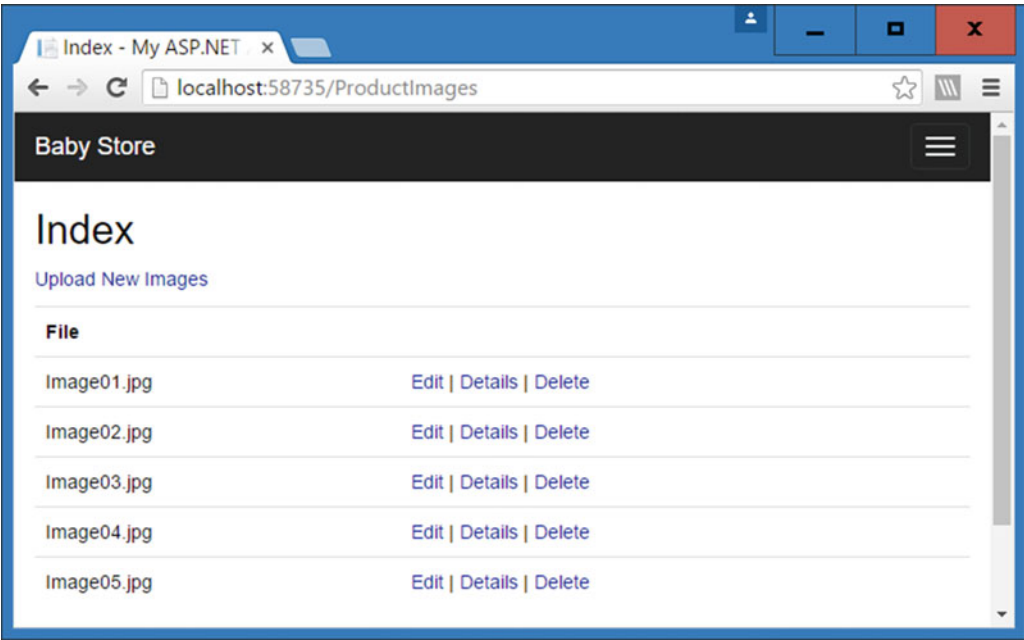 Index - My ASP.NET
localhost:58735/ProductImages
Baby Store
Index
Upload New Images
File
Image01.jpg Edit | Details | Delete
Image02.jpg Edit | Details | Delete
Image03.jpg Edit | Details | Delete
Image04.jpg Edit | Details | Delete
Image05.jpg Edit | Details | Delete